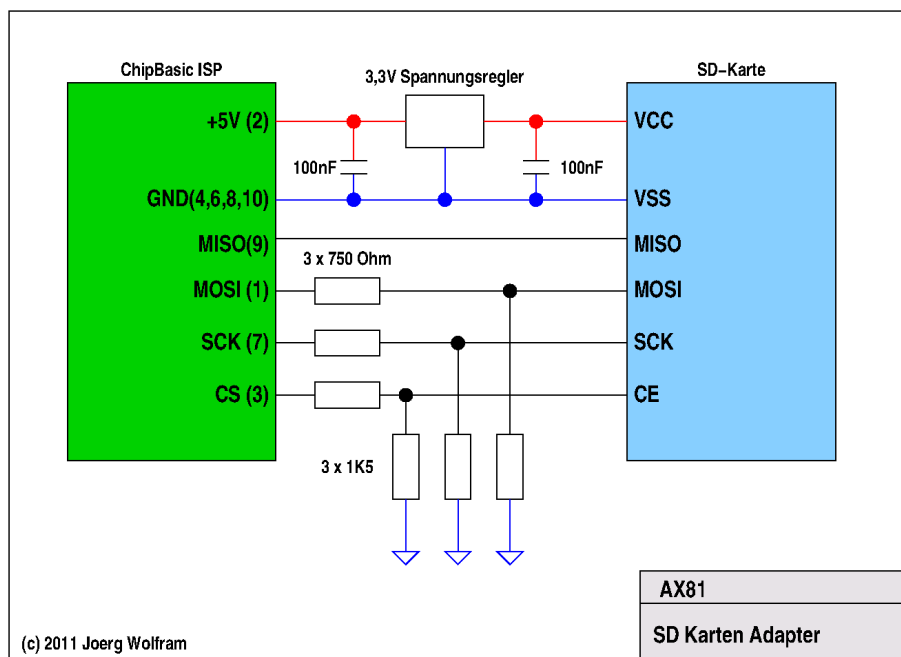 ChipBasic ISP
3,3V Spannungsregler
SD-Karte
+5V (2)
VCC
100nF
100nF
GND(4,6,8,10)
VSS
MISO(9)
MISO
3 x 750 Ohm
MOSI (1)
MOSI
SCK (7)
SCK
CS (3)
CE
3 x 1K5
AX81
SD Karten Adapter
(c) 2011 Joerg Wolfram